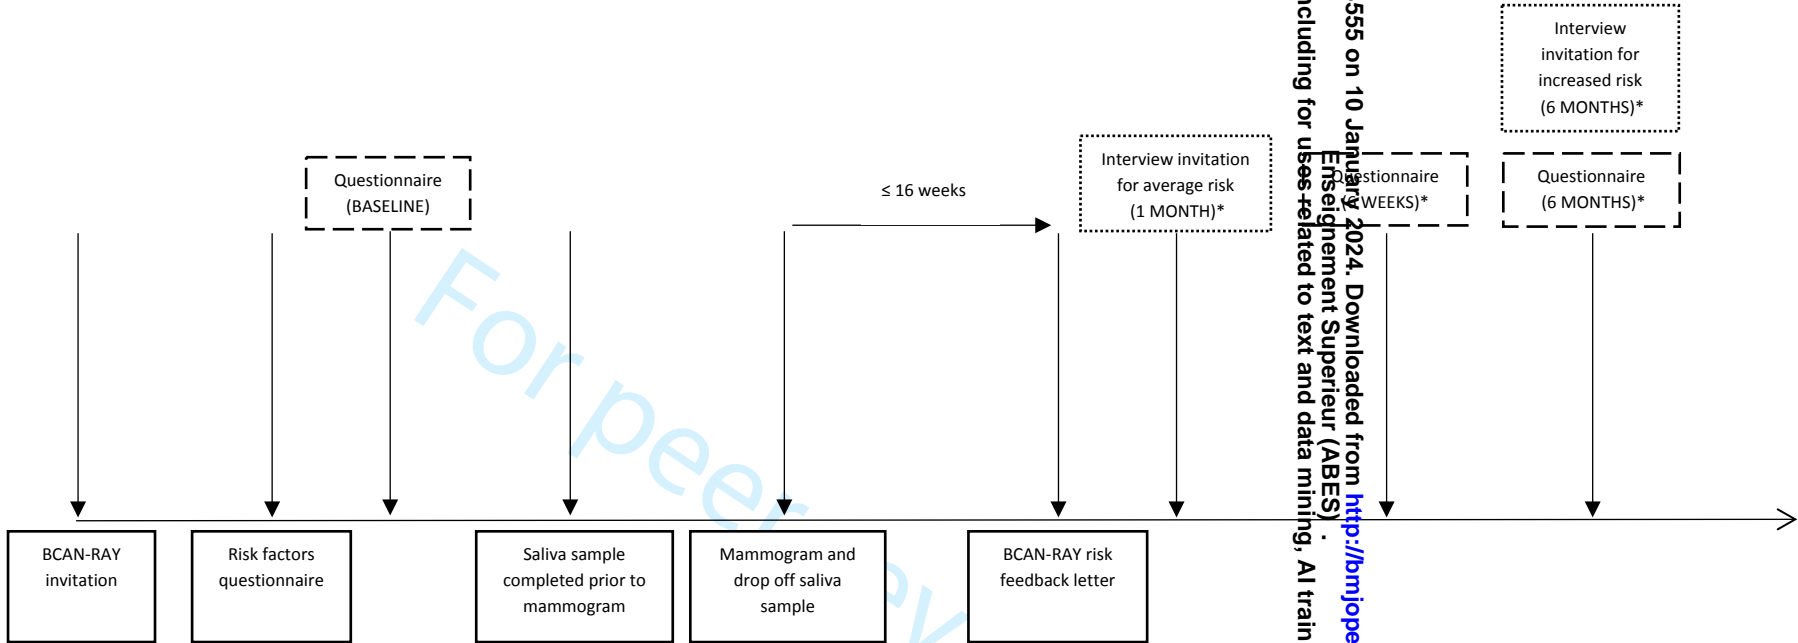 Interview
invitation for
increased risk
(6 MONTHS)*
Questionnaire
(BASELINE)
≤ 16 weeks
Interview invitation
for average risk
(1 MONTH)*
Questionnaire
WEEKS)*
Questionnaire
(6 MONTHS)*
BCAN-RAY
invitation
Risk factors
questionnaire
Saliva sample
completed prior to
mammogram
Mammogram and
drop off saliva
sample
BCAN-RAY risk
feedback letter
For peer
555 on 10 January 2024. Downloaded from http://bmjope
Enseignement Superieur (ABES) .
ncluding for uses related to text and data mining, AI train